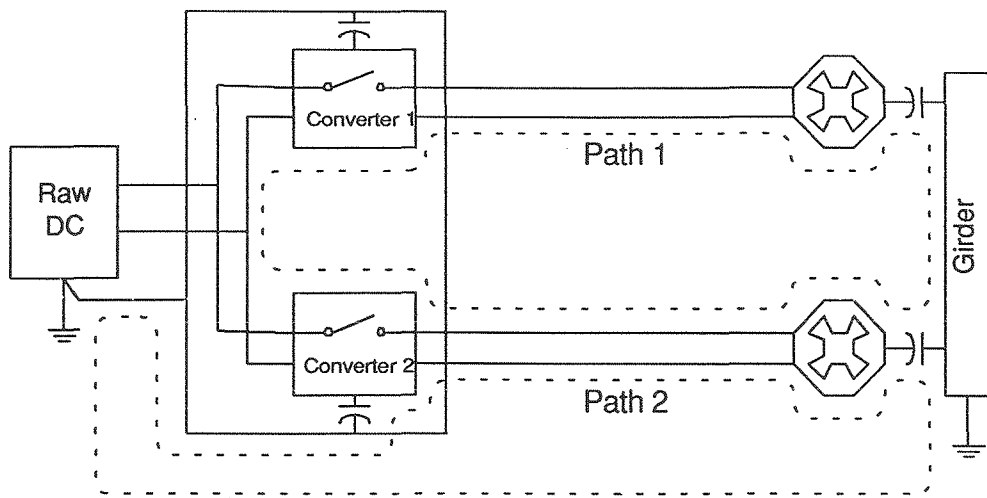 Converter 1
Path 1
Raw
DC
Girder
Converter 2
Path 2